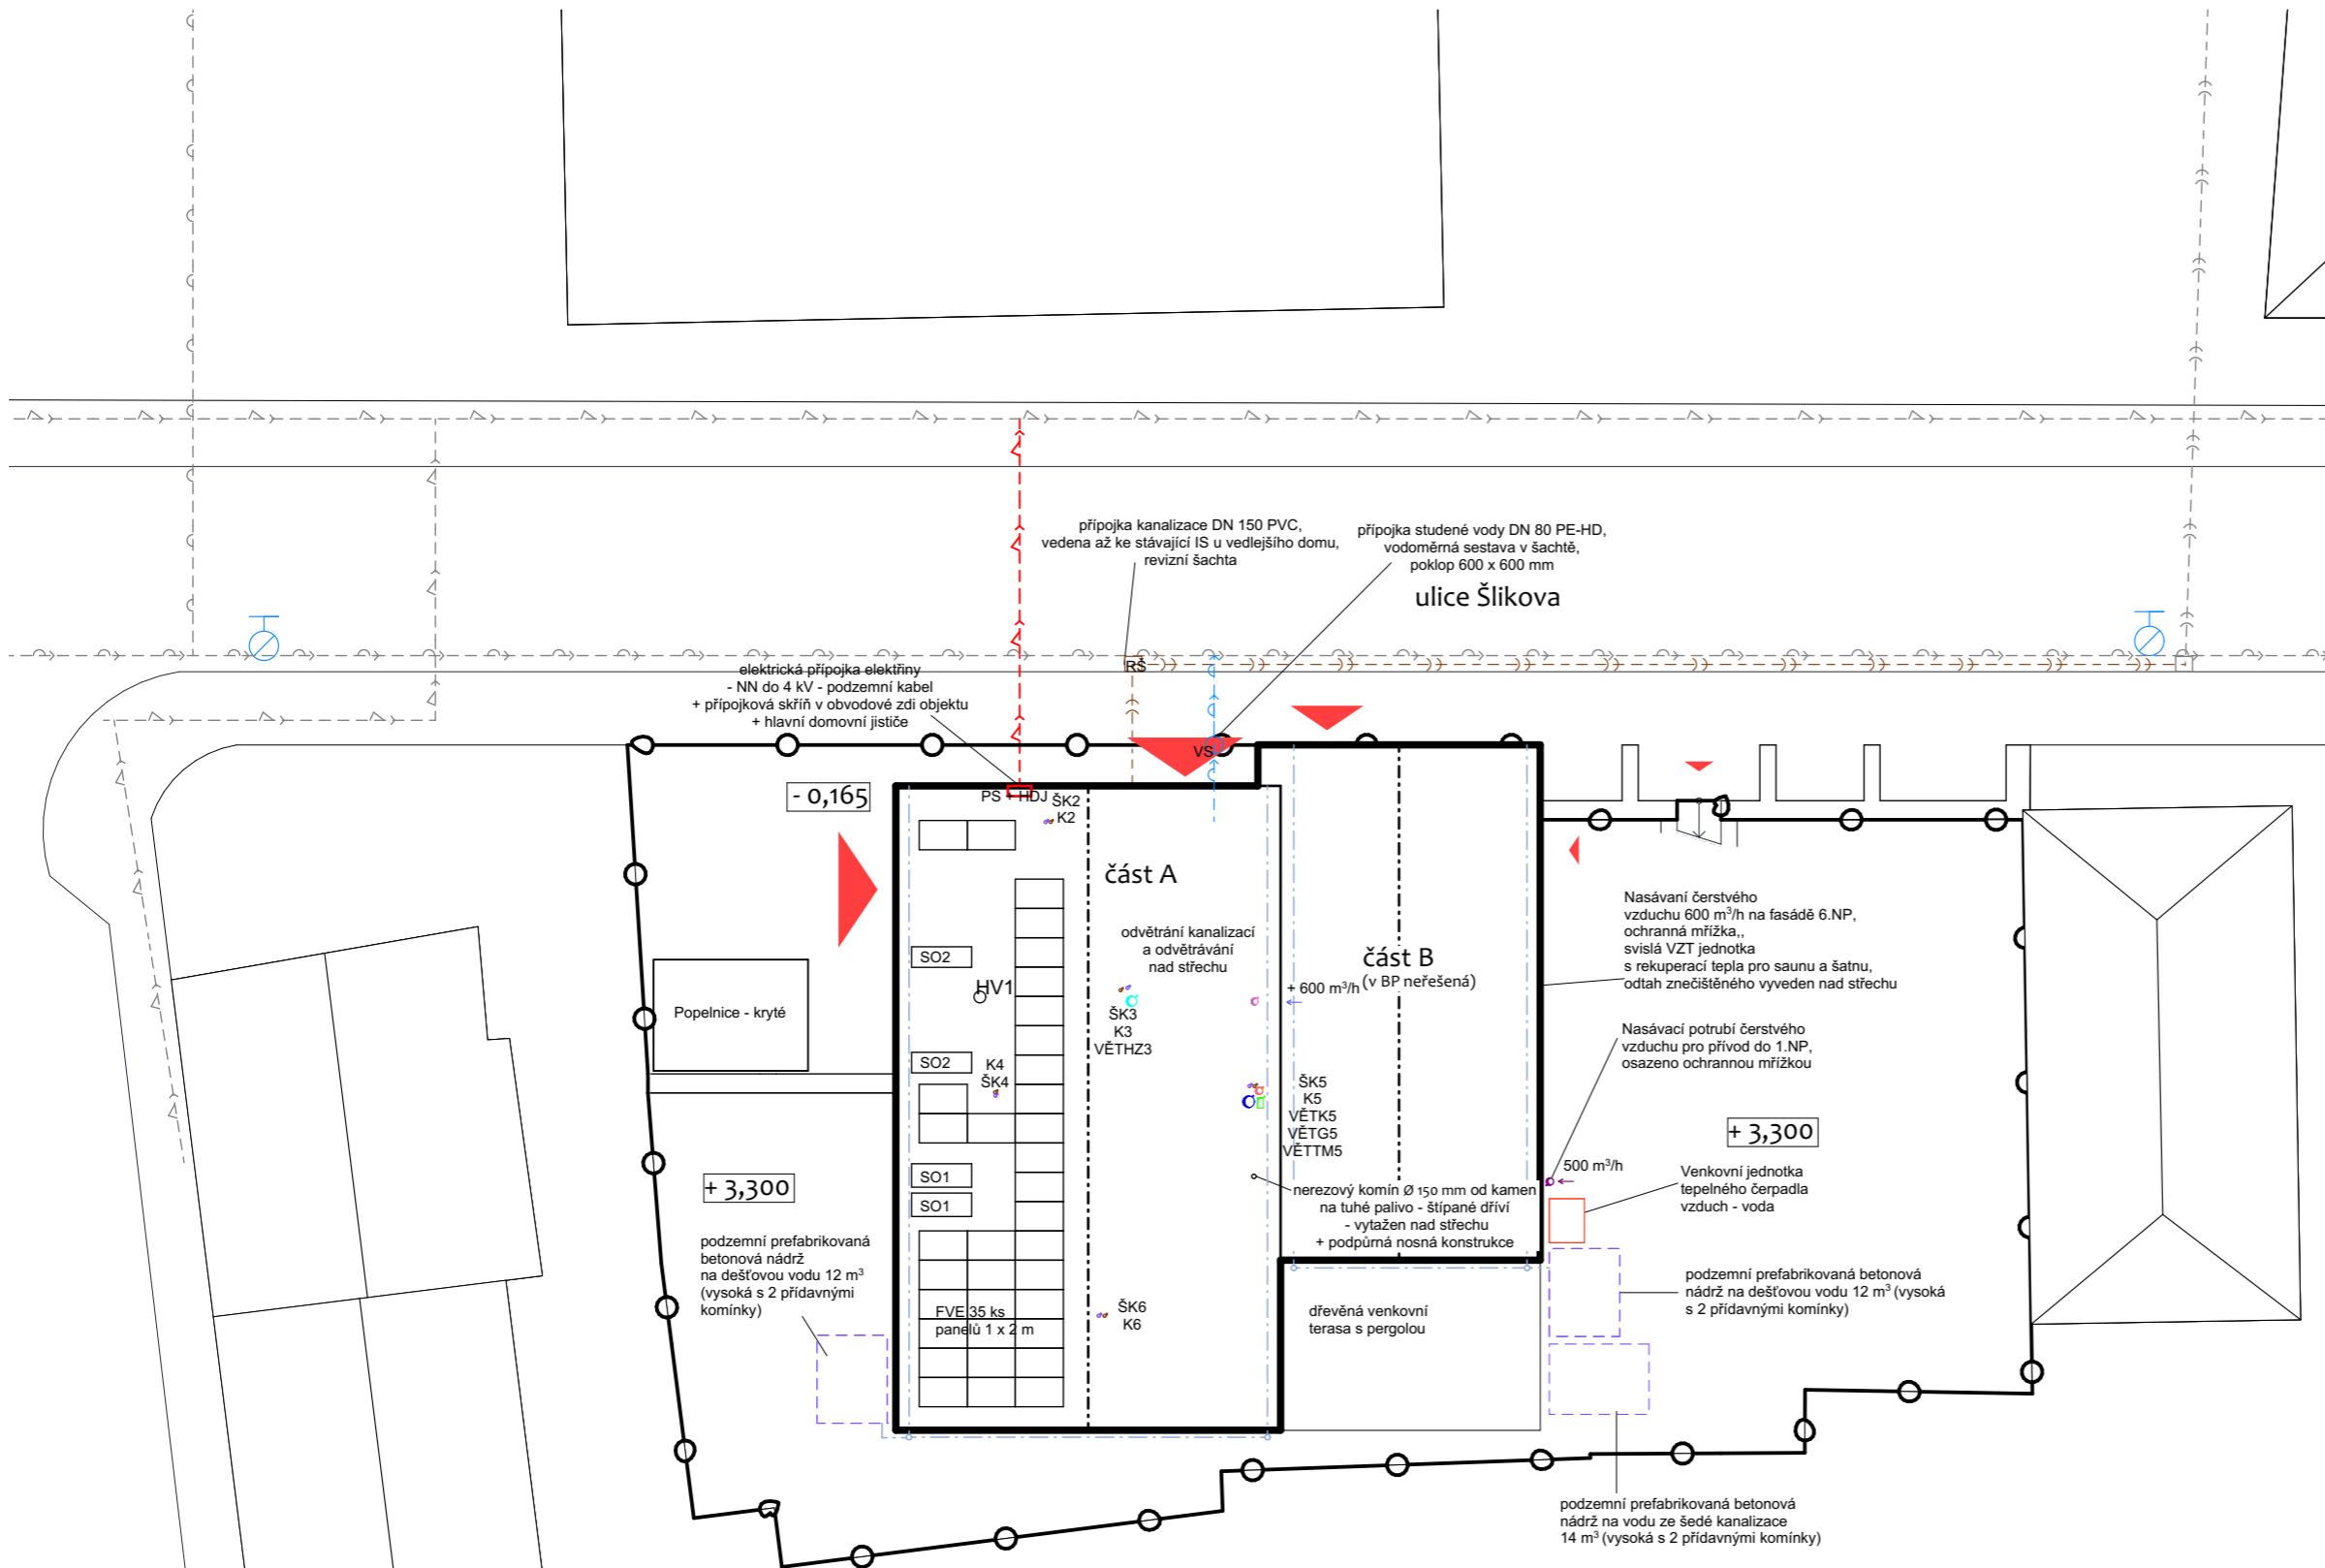 přípojka kanalizace DN 150 PVC,
vedena až ke stávající IS u vedlejšího domu,
revizní šachta
přípojka studené vody DN 80 PE-HD,
vodoměrná sestava v šachtě,
poklop 600 x 600 mm
ulice Šlikova
RŠ
elektrická přípojka elektřiny
- NN do 4 kV - podzemní kabel
+ přípojková skříň v obvodové zdi objektu
+ hlavní domovní jističe
VS
- 0,165
PS + HDJ
ŠK2
K2
část A
odvětrání kanalizací
a odvětrávání
nad střechu
SO2
HV1
Popelnice - kryté
ŠK3
K3
VĚTHZ3
+ 600 m³/h
část B
(v BP neřešená)
Nasávaní čerstvého
vzduchu 600 m³/h na fasádě 6.NP,
ochranná mřížka,,
svislá VZT jednotka
s rekuperací tepla pro saunu a šatnu,
odtah znečištěného vyveden nad střechu
Nasávací potrubí čerstvého
vzduchu pro přívod do 1.NP,
osazeno ochrannou mřížkou
SO2
K4
ŠK4
ŠK5
K5
VĚTK5
VĚTG5
VĚTTM5
+ 3,300
500 m³/h
Venkovní jednotka
tepelného čerpadla
vzduch - voda
+ 3,300
SO1
SO1
nerezový komín Ø 150 mm od kamen
na tuhé palivo - štípané dříví
- vytažen nad střechu
+ podpůrná nosná konstrukce
podzemní prefabrikovaná
betonová nádrž
na dešťovou vodu 12 m³
(vysoká s 2 přídavnými
komínky)
FVE 35 ks
panelů 1 x 2 m
ŠK6
K6
dřevěná venkovní
terasa s pergolou
podzemní prefabrikovaná betonová
nádrž na dešťovou vodu 12 m³ (vysoká
s 2 přídavnými komínky)
podzemní prefabrikovaná betonová
nádrž na vodu ze šedé kanalizace
14 m³ (vysoká s 2 přídavnými komínky)